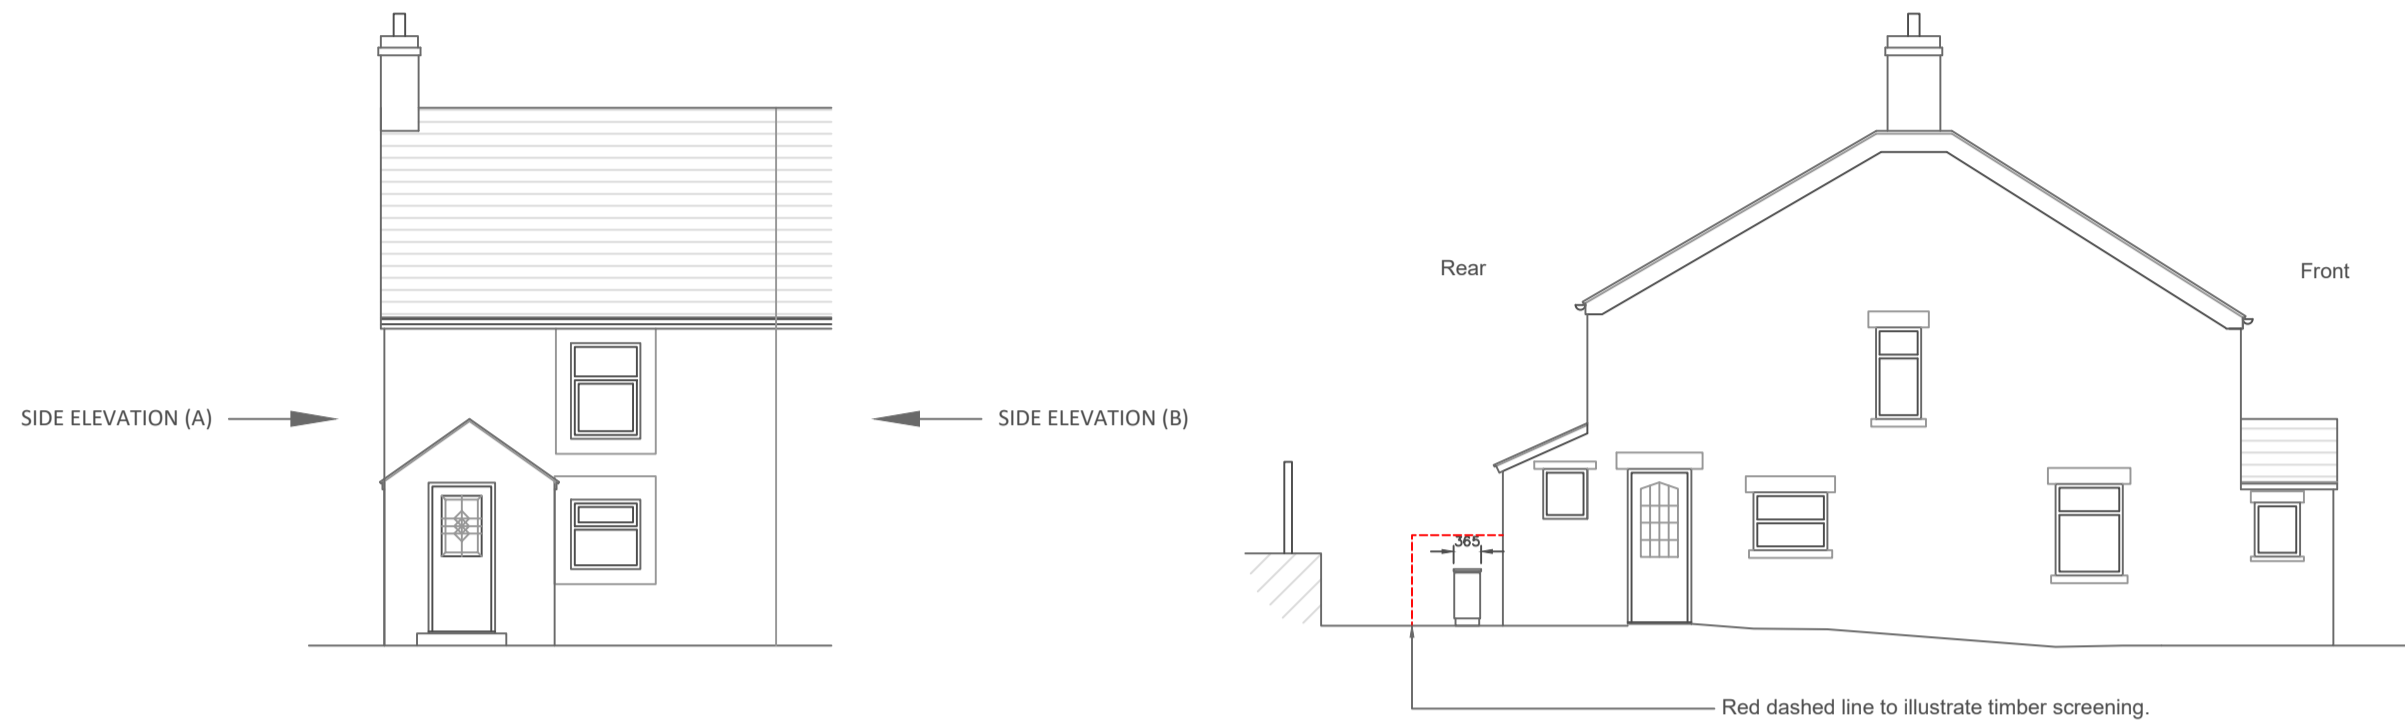 SIDE ELEVATION (A)
SIDE ELEVATION (B)
Rear
Front
365
Red dashed line to illustrate timber screening.